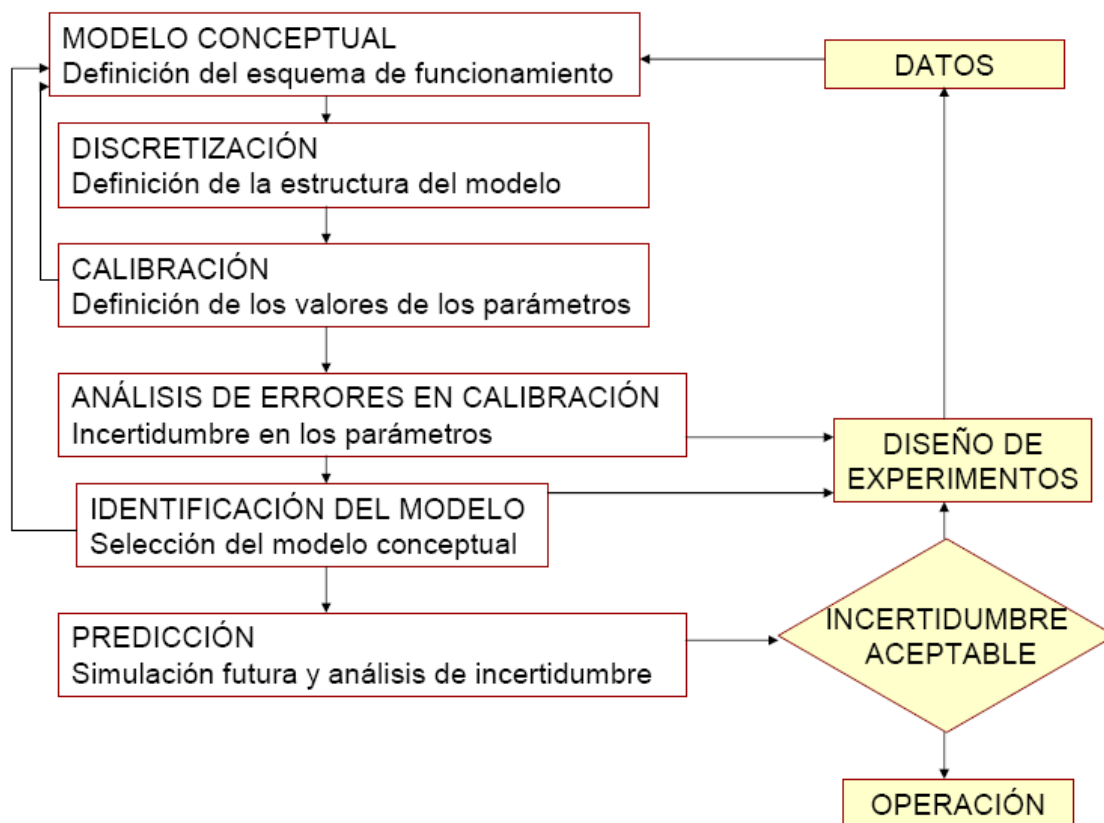 MODELO CONCEPTUAL
Definición del esquema de funcionamiento
DATOS
DISCRETIZACIÓN
Definición de la estructura del modelo
CALIBRACIÓN
Definición de los valores de los parámetros
ANÁLISIS DE ERRORES EN CALIBRACIÓN
Incertidumbre en los parámetros
DISEÑO DE
EXPERIMENTOS
IDENTIFICACIÓN DEL MODELO
Selección del modelo conceptual
PREDICCIÓN
Simulación futura y análisis de incertidumbre
INCERTIDUMBRE
ACEPTABLE
OPERACIÓN